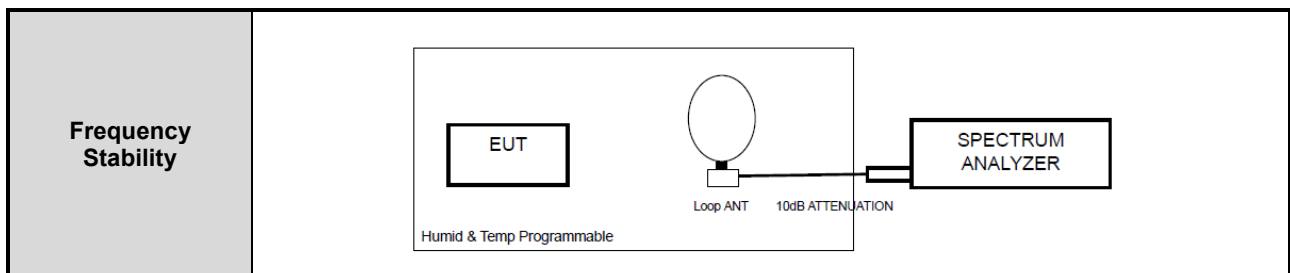 Frequency
Stability
EUT
SPECTRUM
ANALYZER
Loop ANT
10dB ATTENUATION
Humid & Temp Programmable